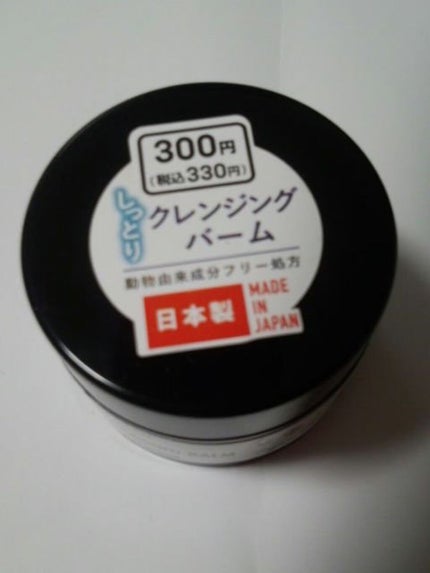 300円
(税込330円)
しっとり
クレンジング
バーム
動物由来成分フリー処方
日本製
MADE
IN
JAPAN
BALM